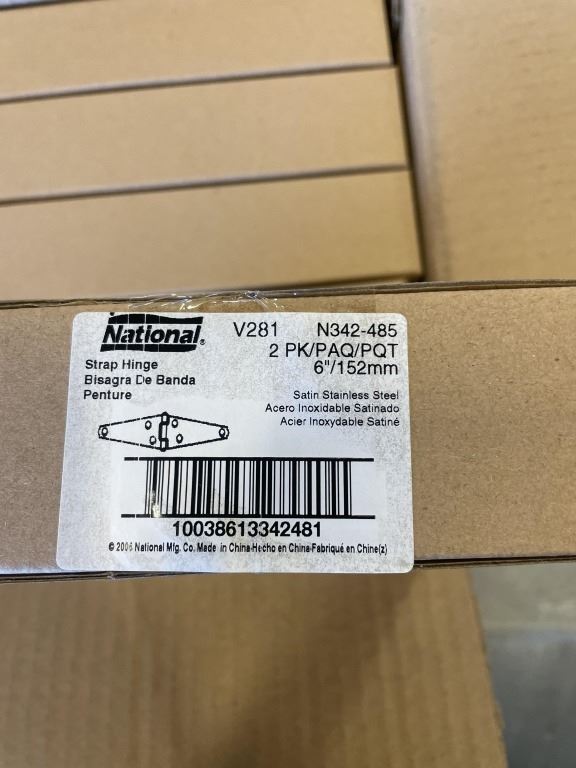 National®
V281 N342-485
2 PK/PAQ/PQT
6"/152mm
Strap Hinge
Bisagra De Banda
Penture
Satin Stainless Steel
Acero Inoxidable Satinado
Acier Inoxydable Satiné
10038613342481
© 2006 National Mfg. Co. Made in China·Hecho en China·Fabriqué en Chine(z)